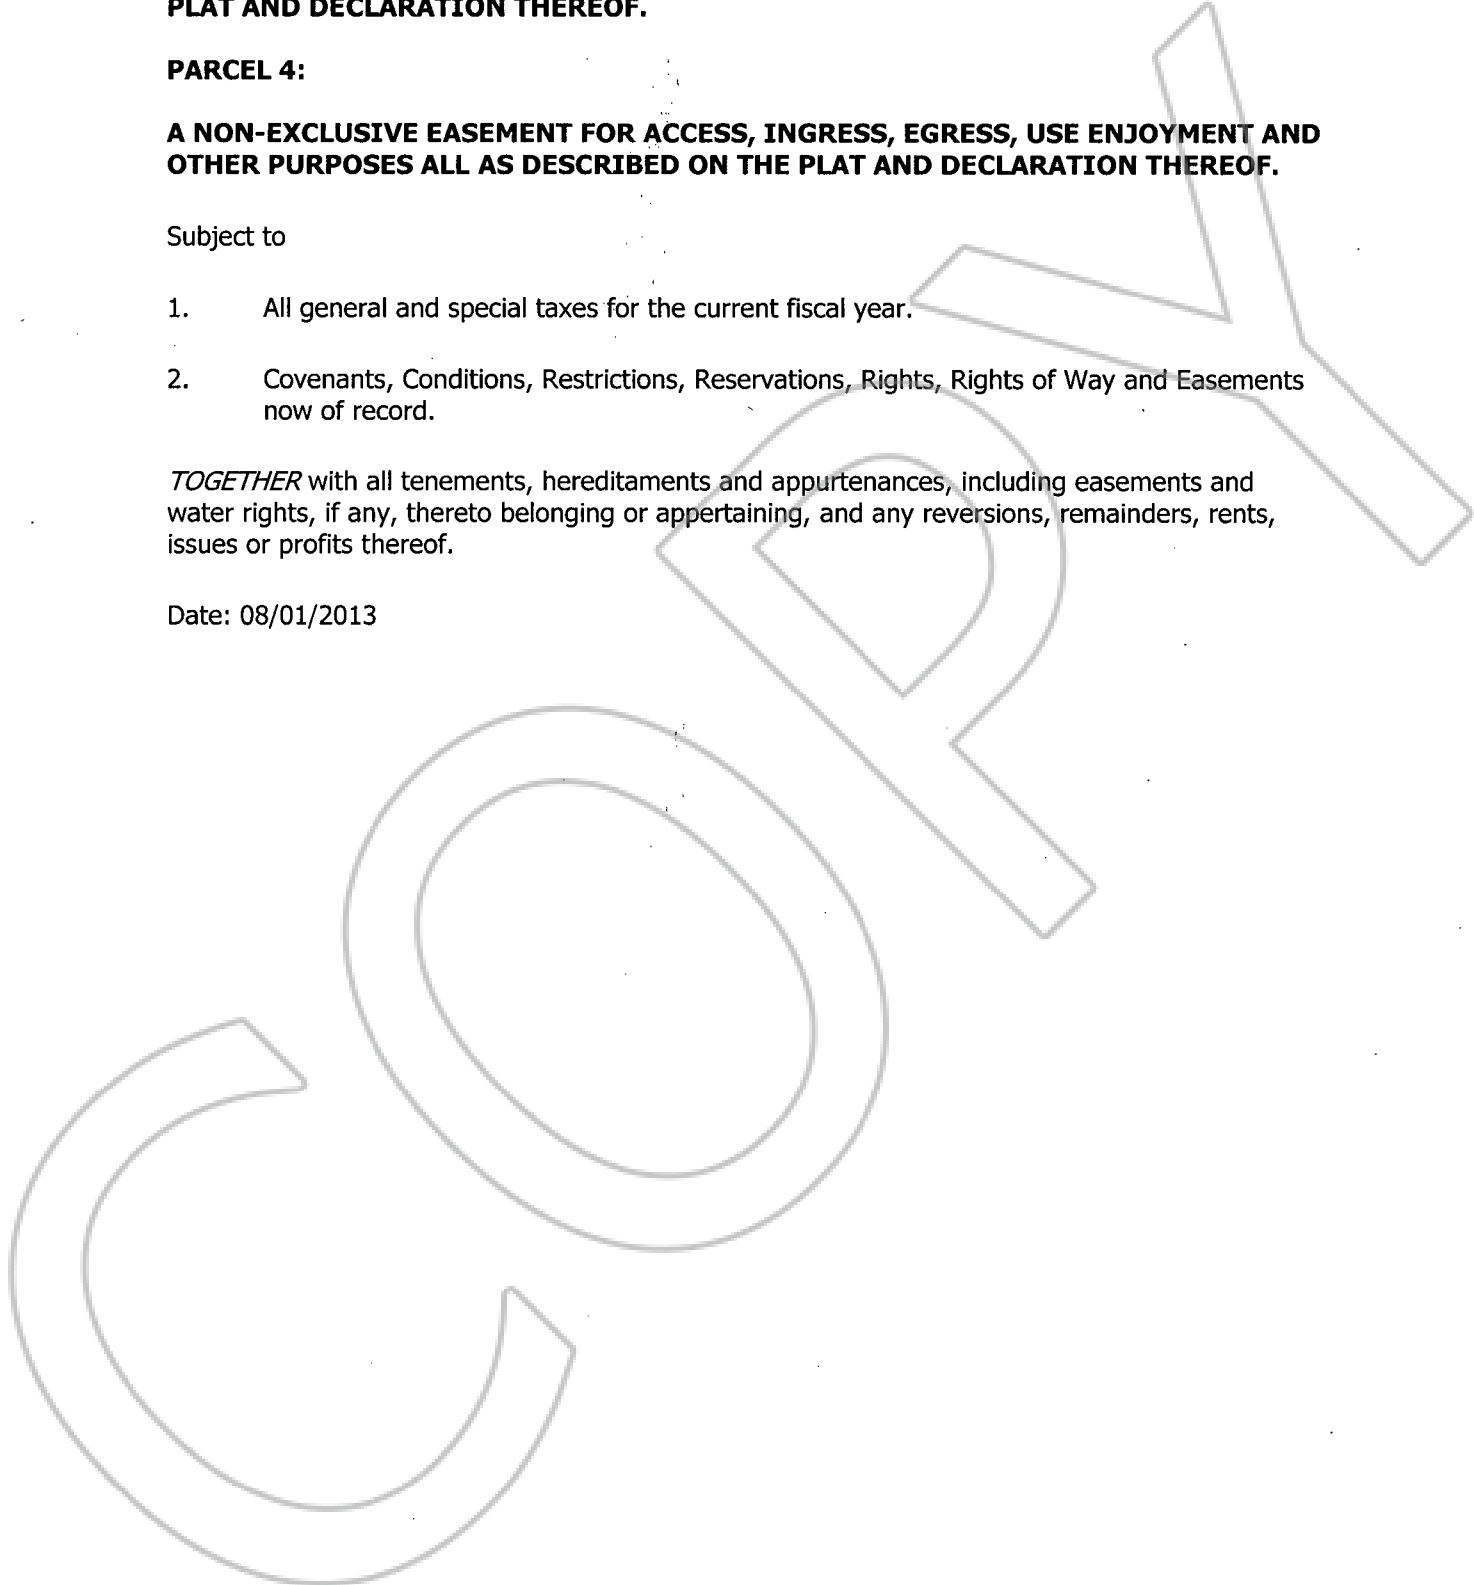 PLAT AND DECLARATION THEREOF.
PARCEL 4:
A NON-EXCLUSIVE EASEMENT FOR ACCESS, INGRESS, EGRESS, USE ENJOYMENT AND
OTHER PURPOSES ALL AS DESCRIBED ON THE PLAT AND DECLARATION THEREOF.
Subject to
1. All general and special taxes for the current fiscal year.
2. Covenants, Conditions, Restrictions, Reservations, Rights, Rights of Way and Easements
now of record.
TOGETHER with all tenements, hereditaments and appurtenances, including easements and
water rights, if any, thereto belonging or appertaining, and any reversions, remainders, rents,
issues or profits thereof.
Date: 08/01/2013
COPY